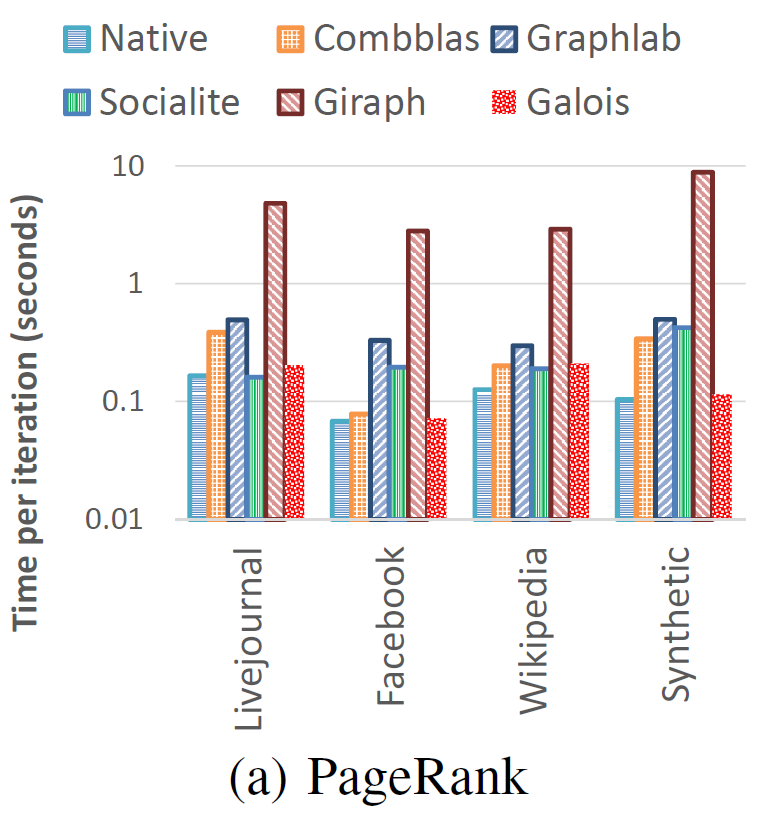 Native Combblas Graphlab
Socialite Giraph Galois
Time per iteration (seconds)
10
1
0.1
0.01
Livejournal
Facebook
Wikipedia
Synthetic
(a) PageRank